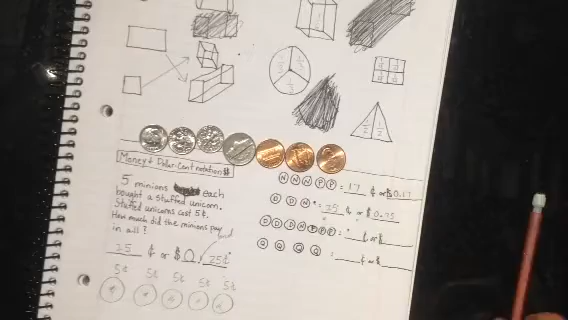 1/3 1/3
1/3
1/4 1/4
1/4 1/4
1/2 1/2
Money & Dollar-cent notation $
5 minions each
bought a stuffed unicorn.
Stuffed unicorns cost 5¢.
How much did the minions pay
in all?
25 ¢ or $ 0. 25¢
5¢ 5¢ 5¢ 5¢ 5¢
N N N P P = 17 ¢ or $0.17
D D N = 25 ¢ or $0.25
D D D N P P P = ¢ or $
Q Q Q Q = ¢ or $